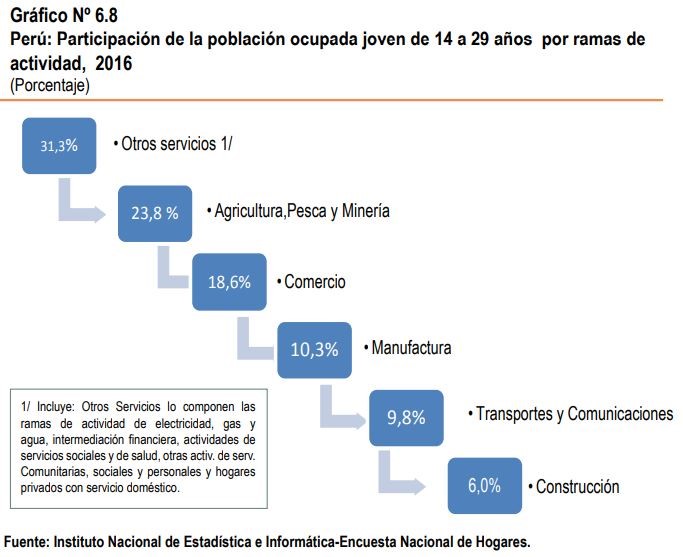 Gráfico Nº 6.8
Perú: Participación de la población ocupada joven de 14 a 29 años por ramas de
actividad, 2016
(Porcentaje)
31,3%
• Otros servicios 1/
23,8 %
• Agricultura,Pesca y Minería
18,6%
• Comercio
10,3%
• Manufactura
9,8%
• Transportes y Comunicaciones
6,0%
• Construcción
1/ Incluye: Otros Servicios lo componen las
ramas de actividad de electricidad, gas y
agua, intermediación financiera, actividades de
servicios sociales y de salud, otras activ. de serv.
Comunitarias, sociales y personales y hogares
privados con servicio doméstico.
Fuente: Instituto Nacional de Estadística e Informática-Encuesta Nacional de Hogares.